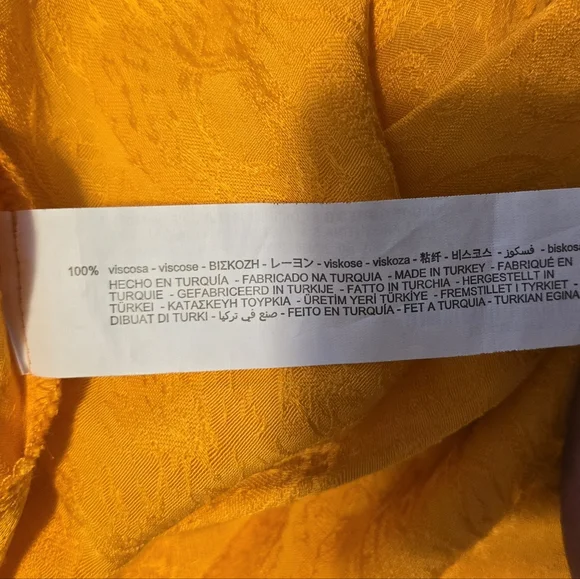 100% viscosa - viscose - ΒΙΣΚΟΖΗ - レーヨン - viskose - viskoza - 粘纤 - 비스코스 - فسكوز - biskosa
HECHO EN TURQUÍA - FABRICADO NA TURQUIA - MADE IN TURKEY - FABRIQUÉ EN
TURQUIE - GEFABRICEERD IN TURKIJE - FATTO IN TURCHIA - HERGESTELLT IN
TÜRKEI - ΚΑΤΑΣΚΕΥΗ ΤΟΥΡΚΙΑ - ÜRETİM YERİ TÜRKİYE - FREMSTILLET I TYRKIET -
DIBUAT DI TURKI - صنع في تركيا - FEITO EN TURQUÍA - FET A TURQUIA - TURKIAN EGINA